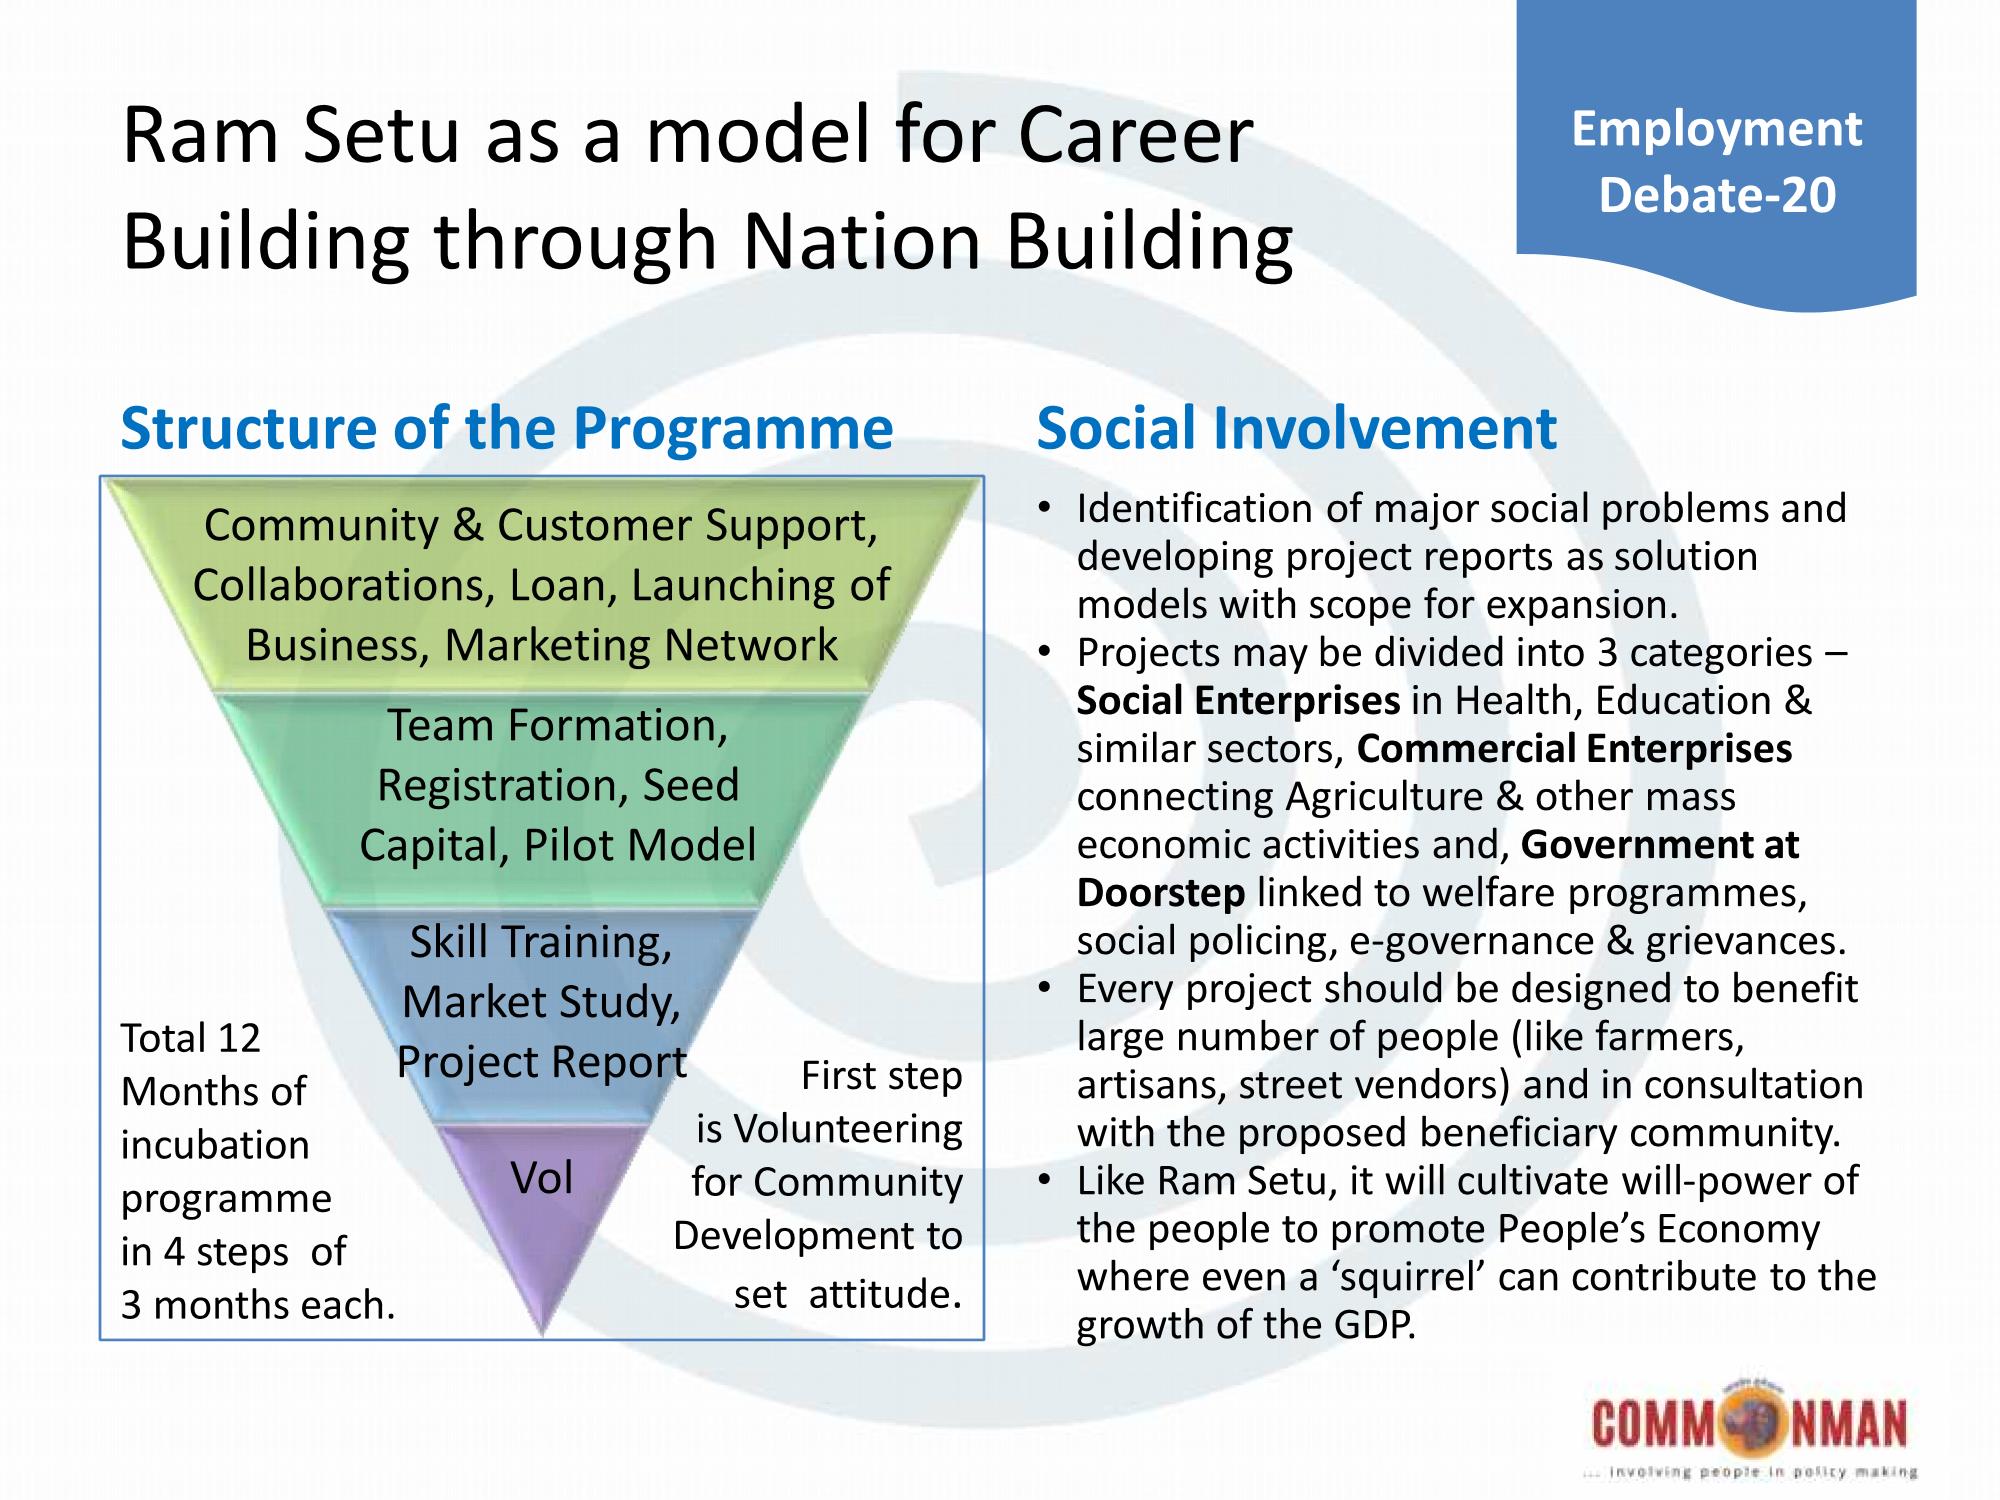 Ram Setu as a model for Career
Building through Nation Building
Employment
Debate-20
Structure of the Programme
Community & Customer Support,
Collaborations, Loan, Launching of
Business, Marketing Network
Team Formation,
Registration, Seed
Capital, Pilot Model
Skill Training,
Market Study,
Project Report
Vol
Total 12
Months of
incubation
programme
in 4 steps of
3 months each.
First step
is Volunteering
for Community
Development to
set attitude.
Social Involvement
• Identification of major social problems and
developing project reports as solution
models with scope for expansion.
• Projects may be divided into 3 categories –
Social Enterprises in Health, Education &
similar sectors, Commercial Enterprises
connecting Agriculture & other mass
economic activities and, Government at
Doorstep linked to welfare programmes,
social policing, e-governance & grievances.
• Every project should be designed to benefit
large number of people (like farmers,
artisans, street vendors) and in consultation
with the proposed beneficiary community.
• Like Ram Setu, it will cultivate will-power of
the people to promote People’s Economy
where even a ‘squirrel’ can contribute to the
growth of the GDP.
COMMONMAN
... involving people in policy making